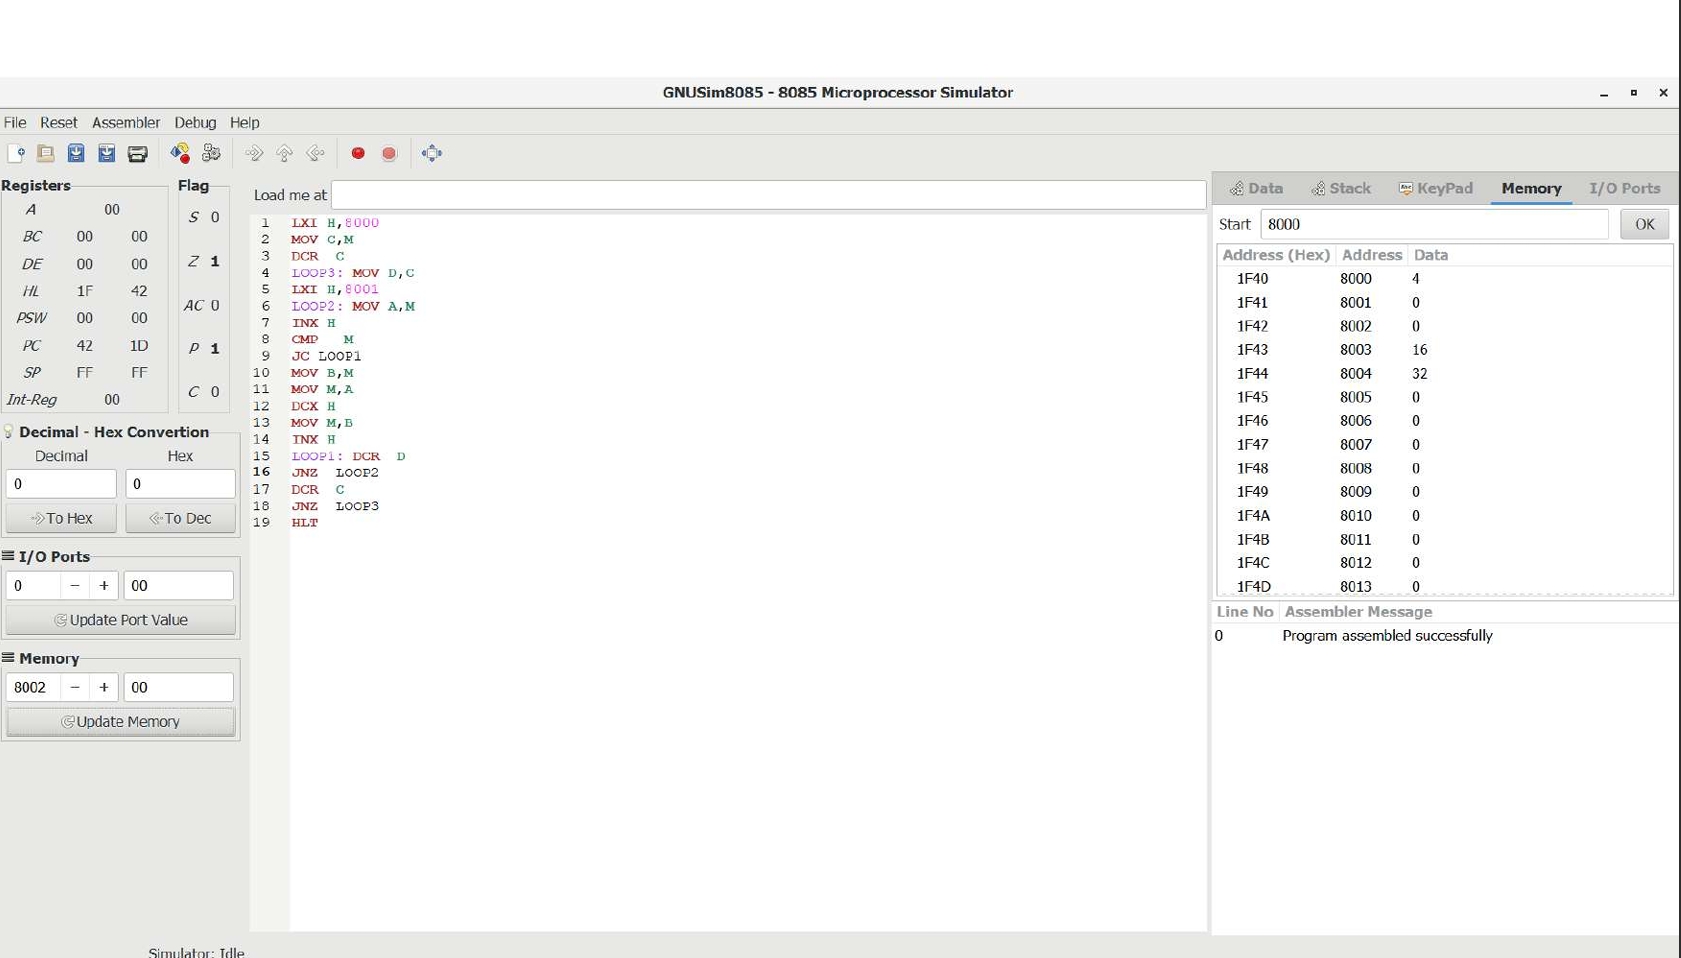 GNUSim8085 - 8085 Microprocessor Simulator
File Reset Assembler Debug Help
Registers
A 00
BC 00 00
DE 00 00
HL 1F 42
PSW 00 00
PC 42 1D
SP FF FF
Int-Reg 00
Flag
S 0
Z 1
AC 0
P 1
C 0
Decimal - Hex Convertion
Decimal Hex
0 0
To Hex To Dec
I/O Ports
0 − + 00
Update Port Value
Memory
8002 − + 00
Update Memory
Load me at
1 LXI H,8000
2 MOV C,M
3 DCR C
4 LOOP3: MOV D,C
5 LXI H,8001
6 LOOP2: MOV A,M
7 INX H
8 CMP M
9 JC LOOP1
10 MOV B,M
11 MOV M,A
12 DCX H
13 MOV M,B
14 INX H
15 LOOP1: DCR D
16 JNZ LOOP2
17 DCR C
18 JNZ LOOP3
19 HLT
Data Stack KeyPad Memory I/O Ports
Start 8000 OK
Address (Hex) Address Data
1F40 8000 4
1F41 8001 0
1F42 8002 0
1F43 8003 16
1F44 8004 32
1F45 8005 0
1F46 8006 0
1F47 8007 0
1F48 8008 0
1F49 8009 0
1F4A 8010 0
1F4B 8011 0
1F4C 8012 0
1F4D 8013 0
Line No Assembler Message
0 Program assembled successfully
Simulator: Idle